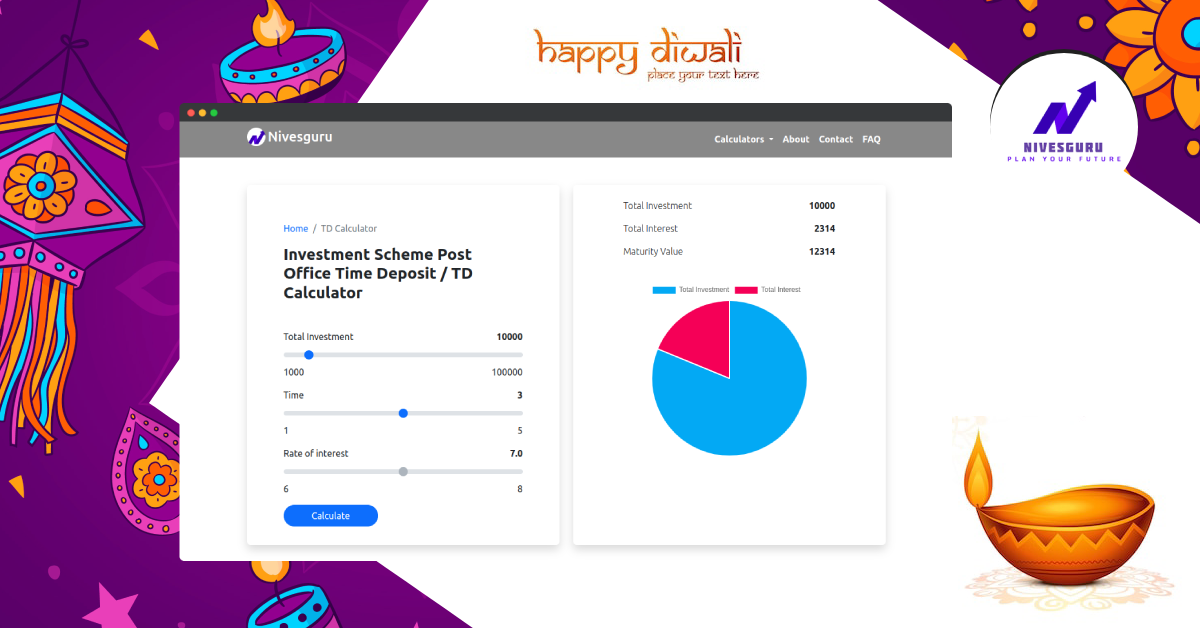 happy diwali
place your text here
Nivesguru
Calculators About Contact FAQ
NIVESGURU
PLAN YOUR FUTURE
Home / TD Calculator
Investment Scheme Post
Office Time Deposit / TD
Calculator
Total Investment 10000
1000 100000
Time 3
1 5
Rate of interest 7.0
6 8
Calculate
Total Investment 10000
Total Interest 2314
Maturity Value 12314
Total Investment Total Interest